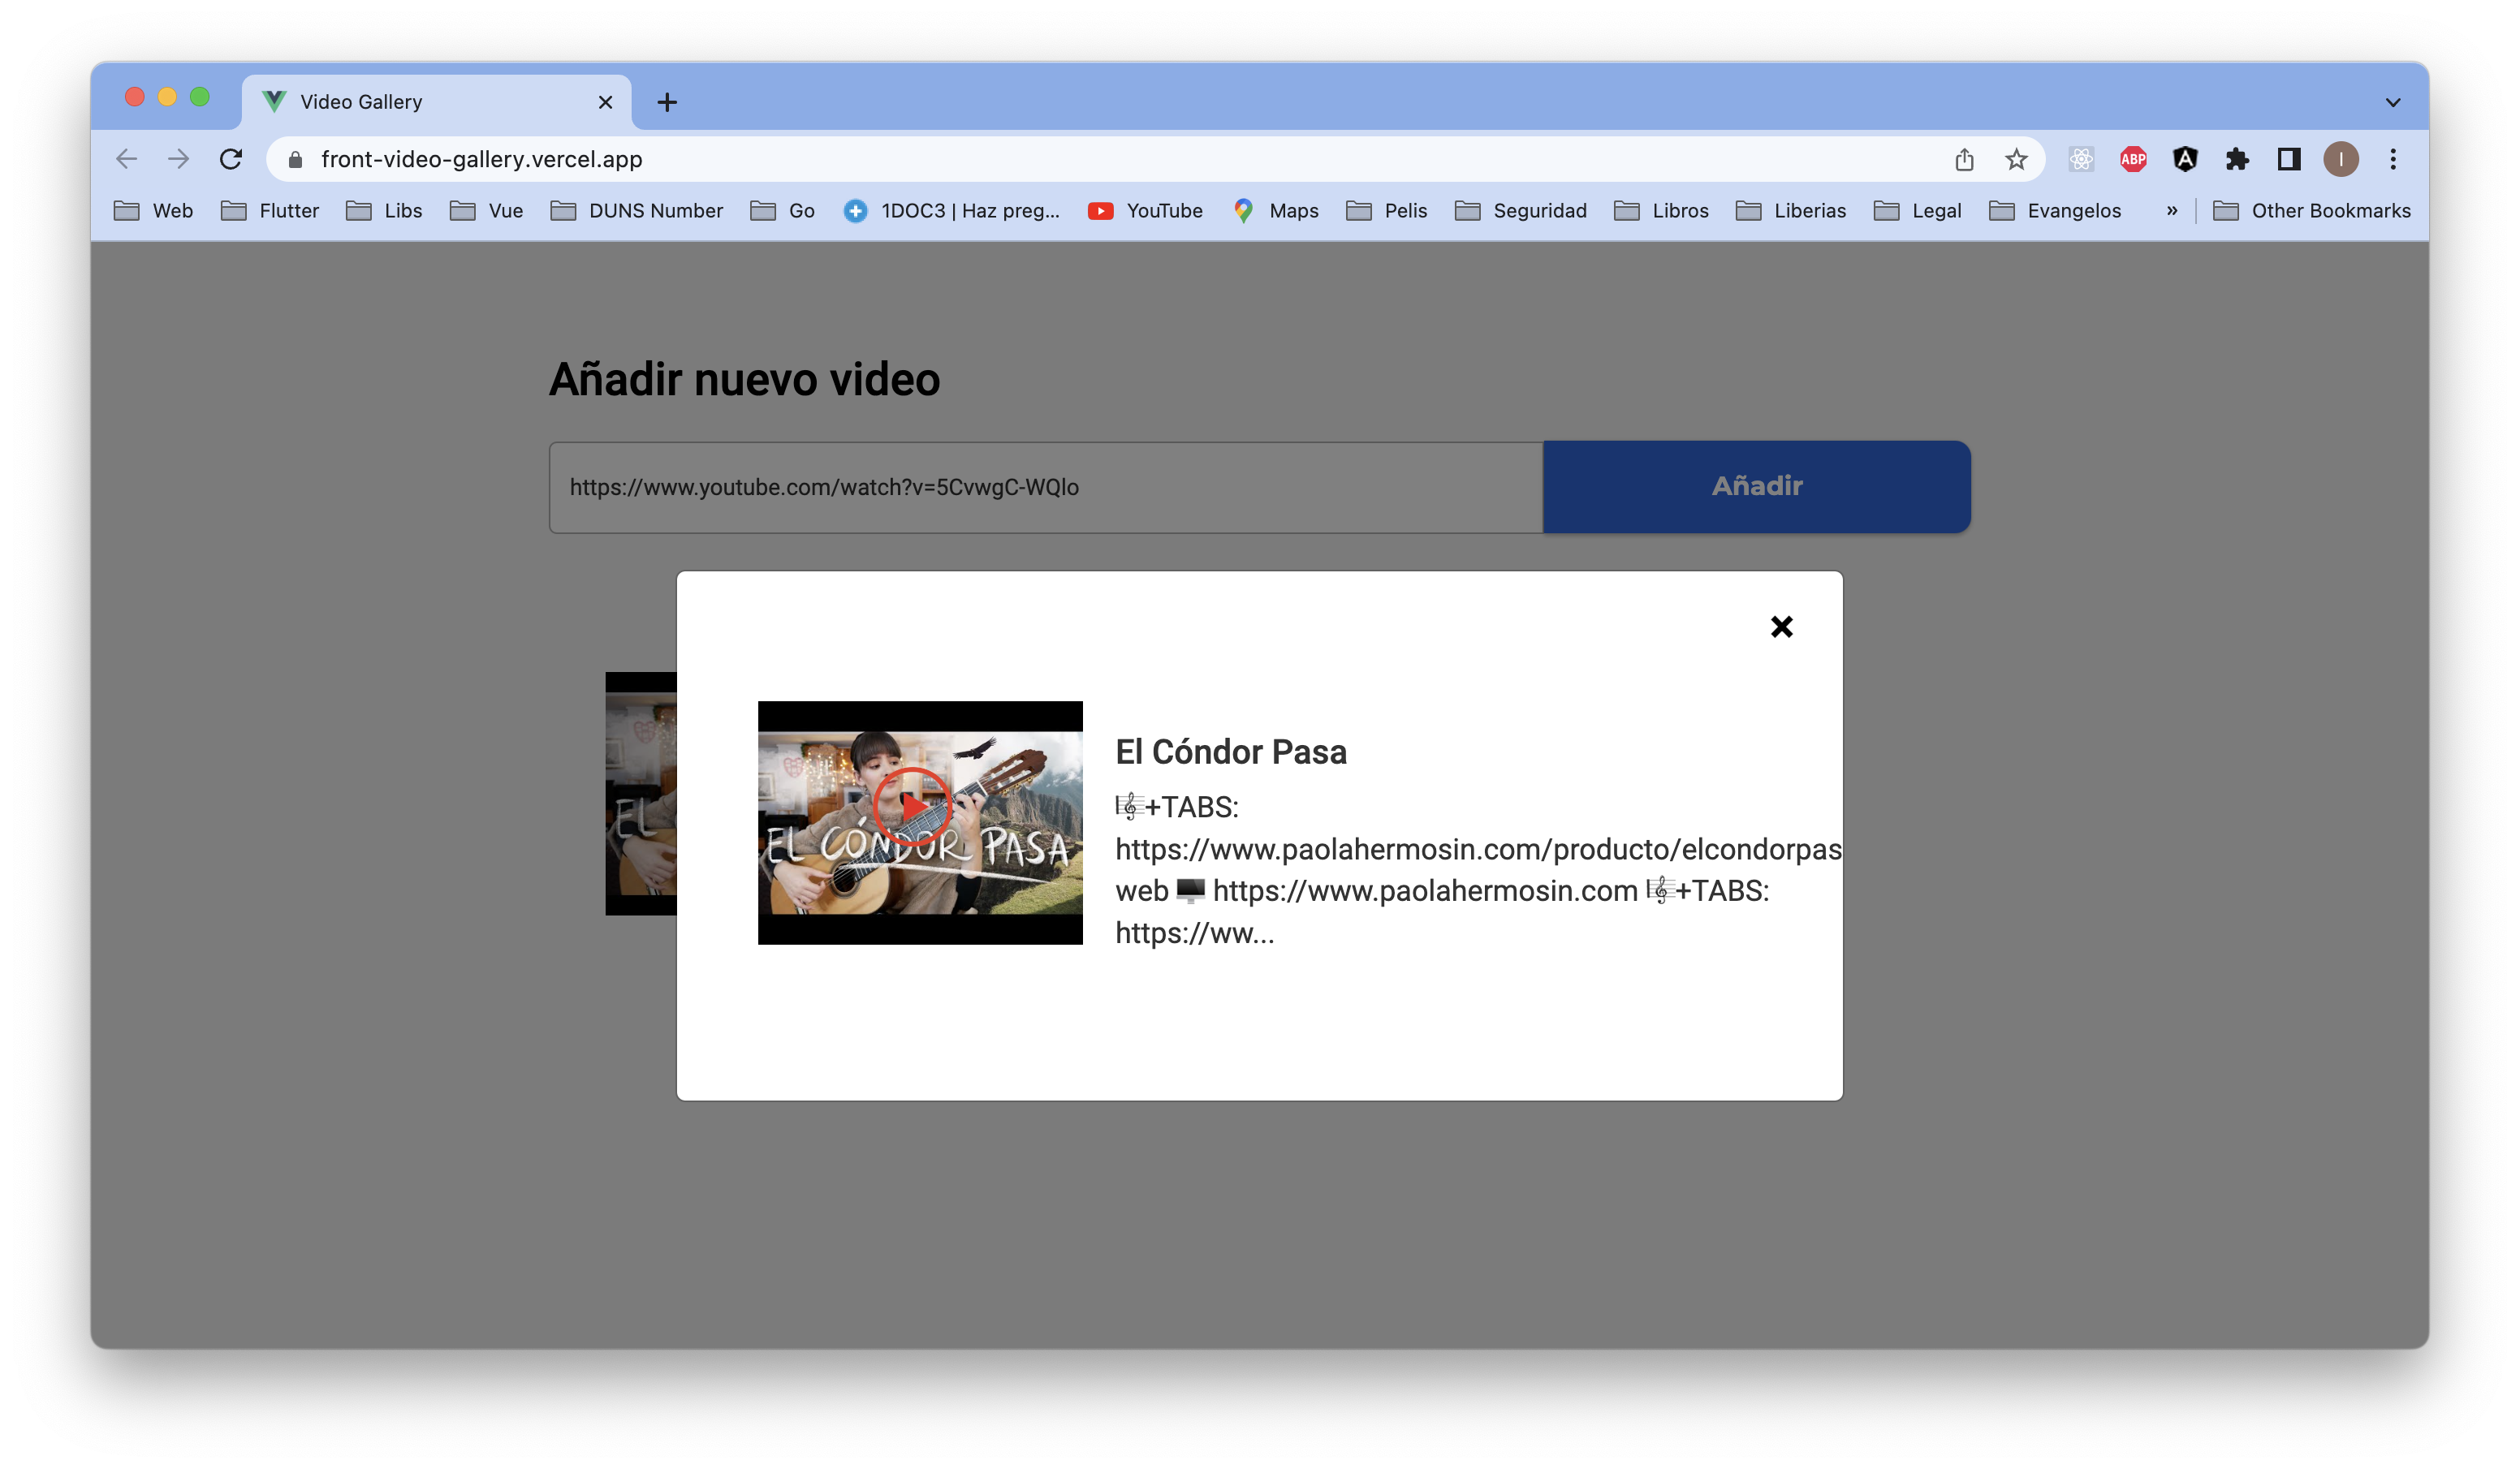 Video Gallery
front-video-gallery.vercel.app
ABP
A
I
Web Flutter Libs Vue DUNS Number Go 1DOC3 | Haz preg... YouTube Maps Pelis Seguridad Libros Liberias Legal Evangelos » Other Bookmarks
Añadir nuevo video
https://www.youtube.com/watch?v=5CvwgC-WQlo Añadir
EL
EL CÓNDOR PASA
El Cóndor Pasa
🎼+TABS:
https://www.paolahermosin.com/producto/elcondorpas
web 🖥️ https://www.paolahermosin.com 🎼+TABS:
https://ww...